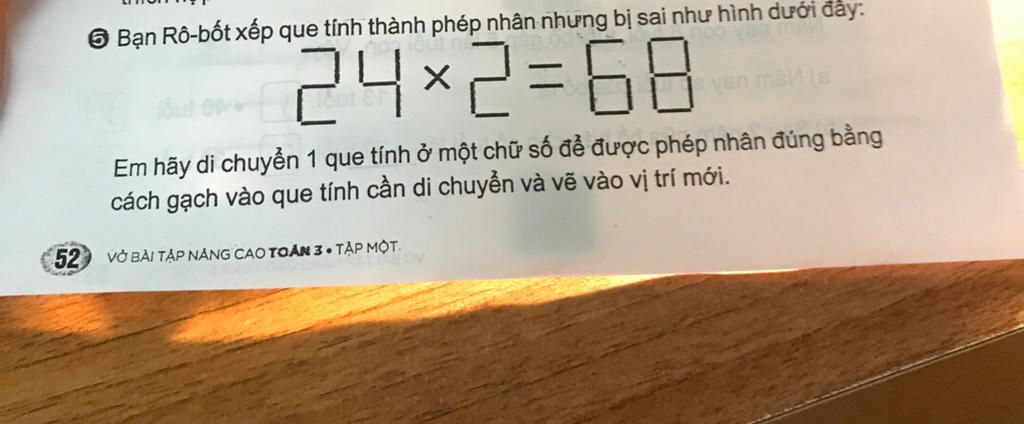 5 Bạn Rô-bốt xếp que tính thành phép nhân nhưng bị sai như hình dưới đây:
24 × 2 = 68
Em hãy di chuyển 1 que tính ở một chữ số để được phép nhân đúng bằng
cách gạch vào que tính cần di chuyển và vẽ vào vị trí mới.
52 VỞ BÀI TẬP NÂNG CAO TOÁN 3 • TẬP MỘT.